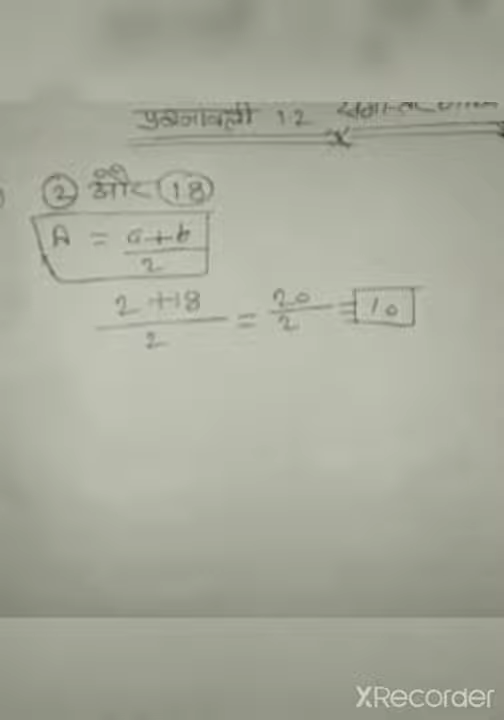 प्रश्नावली 12
2 और 18
A = a+b/2
2+18/2 = 20/2 = 10
XRecorder